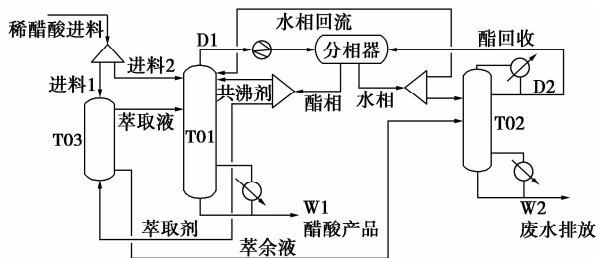 稀醋酸进料
D1
水相回流
分相器
酯回收
进料2
进料1
共沸剂
酯相
水相
D2
萃取液
T03
T01
T02
W1
醋酸产品
萃取剂
萃余液
W2
废水排放